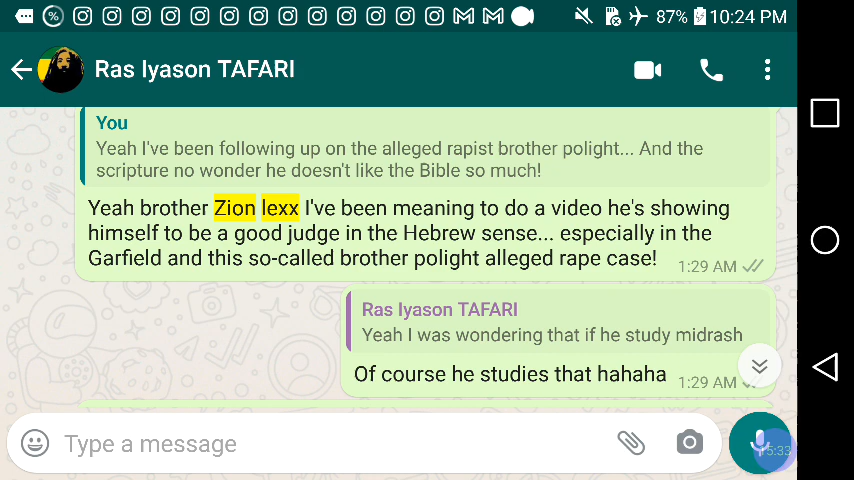 87% 10:24 PM
Ras Iyason TAFARI
You
Yeah I've been following up on the alleged rapist brother polight... And the
scripture no wonder he doesn't like the Bible so much!
Yeah brother Zion lexx I've been meaning to do a video he's showing
himself to be a good judge in the Hebrew sense... especially in the
Garfield and this so-called brother polight alleged rape case!
1:29 AM
Ras Iyason TAFARI
Yeah I was wondering that if he study midrash
Of course he studies that hahaha
1:29 AM
Type a message
15:33